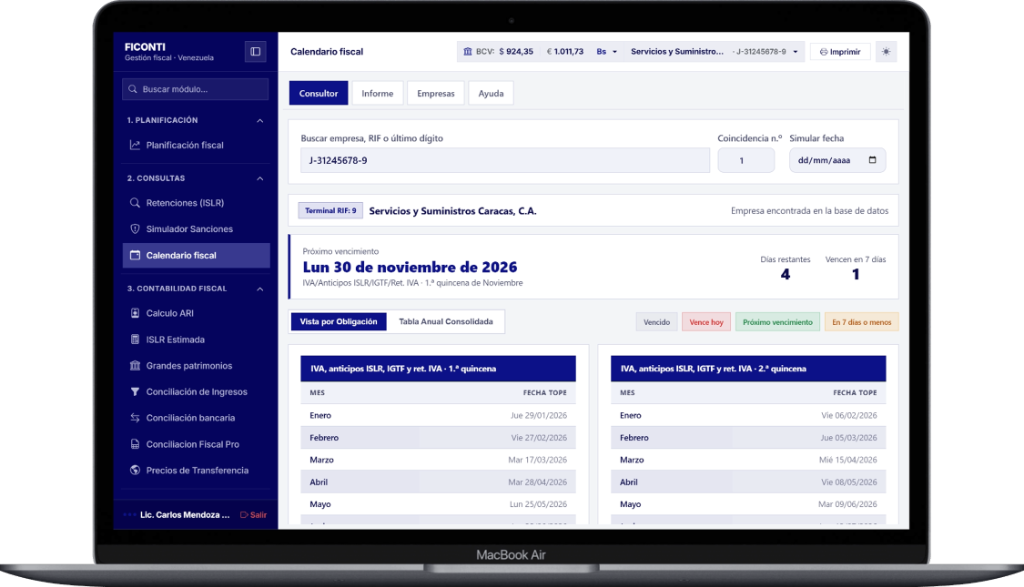 FICONTI
Gestión fiscal · Venezuela
Buscar módulo...
1. PLANIFICACIÓN
Planificación fiscal
2. CONSULTAS
Retenciones (ISLR)
Simulador Sanciones
Calendario fiscal
3. CONTABILIDAD FISCAL
Calculo ARI
ISLR Estimada
Grandes patrimonios
Conciliación de Ingresos
Conciliación bancaria
Conciliacion Fiscal Pro
Precios de Transferencia
Lic. Carlos Mendoza ... Salir
Calendario fiscal
BCV: $ 924,35 € 1.011,73 Bs Servicios y Suministro... · J-31245678-9 Imprimir
Consultor Informe Empresas Ayuda
Buscar empresa, RIF o último dígito Coincidencia n.º Simular fecha
J-31245678-9 1 dd/mm/aaaa
Terminal RIF: 9 Servicios y Suministros Caracas, C.A. Empresa encontrada en la base de datos
Próximo vencimiento
Lun 30 de noviembre de 2026
IVA/Anticipos ISLR/IGTF/Ret. IVA · 1.ª quincena de Noviembre
Días restantes Vencen en 7 días
4 1
Vista por Obligación Tabla Anual Consolidada Vencido Vence hoy Próximo vencimiento En 7 días o menos
IVA, anticipos ISLR, IGTF y ret. IVA · 1.ª quincena
MES FECHA TOPE
Enero Jue 29/01/2026
Febrero Vie 27/02/2026
Marzo Mar 17/03/2026
Abril Mar 28/04/2026
Mayo Lun 25/05/2026
IVA, anticipos ISLR, IGTF y ret. IVA · 2.ª quincena
MES FECHA TOPE
Enero Vie 06/02/2026
Febrero Jue 05/03/2026
Marzo Mié 15/04/2026
Abril Vie 08/05/2026
Mayo Mar 09/06/2026
MacBook Air